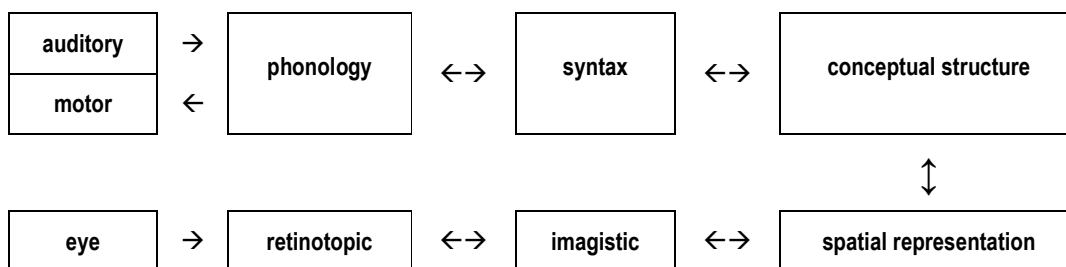 auditory → phonology ←→ syntax ←→ conceptual structure
motor ←
↕
eye → retinotopic ←→ imagistic ←→ spatial representation